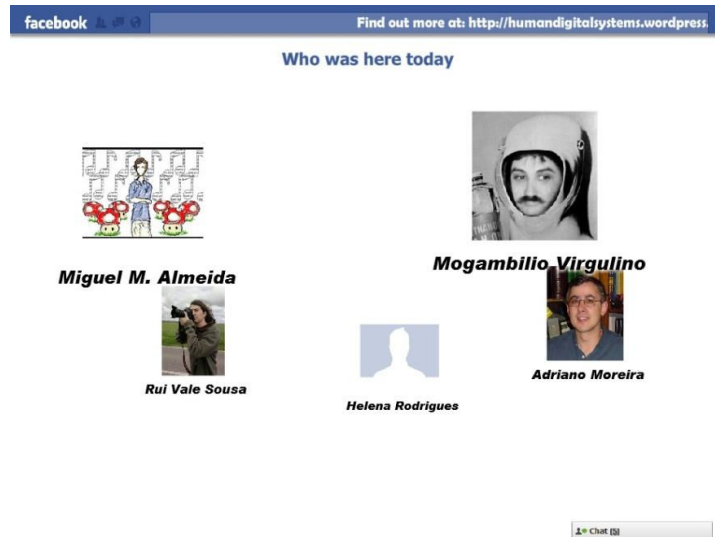 facebook
Find out more at: http://humandigitalsystems.wordpress.
Who was here today
Miguel M. Almeida
Mogambilio Virgulino
Rui Vale Sousa
Helena Rodrigues
Adriano Moreira
Chat (5)